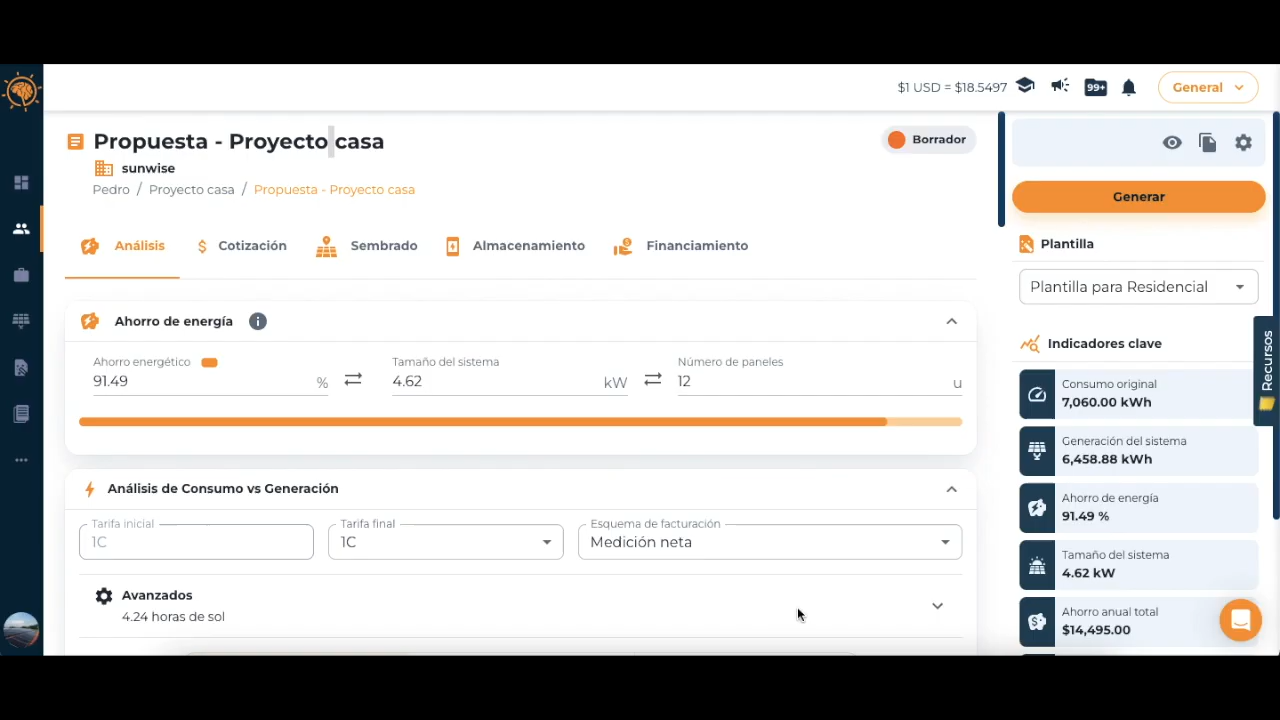 $1 USD = $18.5497
99+
General
Propuesta - Proyecto casa
Borrador
sunwise
Pedro / Proyecto casa / Propuesta - Proyecto casa
Generar
Análisis
Cotización
Sembrado
Almacenamiento
Financiamiento
Plantilla
Plantilla para Residencial
Ahorro de energía
Ahorro energético
91.49 %
Tamaño del sistema
4.62 kW
Número de paneles
12 u
Indicadores clave
Recursos
Consumo original
7,060.00 kWh
Generación del sistema
6,458.88 kWh
Ahorro de energía
91.49 %
Tamaño del sistema
4.62 kW
Ahorro anual total
$14,495.00
Análisis de Consumo vs Generación
Tarifa inicial
1C
Tarifa final
1C
Esquema de facturación
Medición neta
Avanzados
4.24 horas de sol